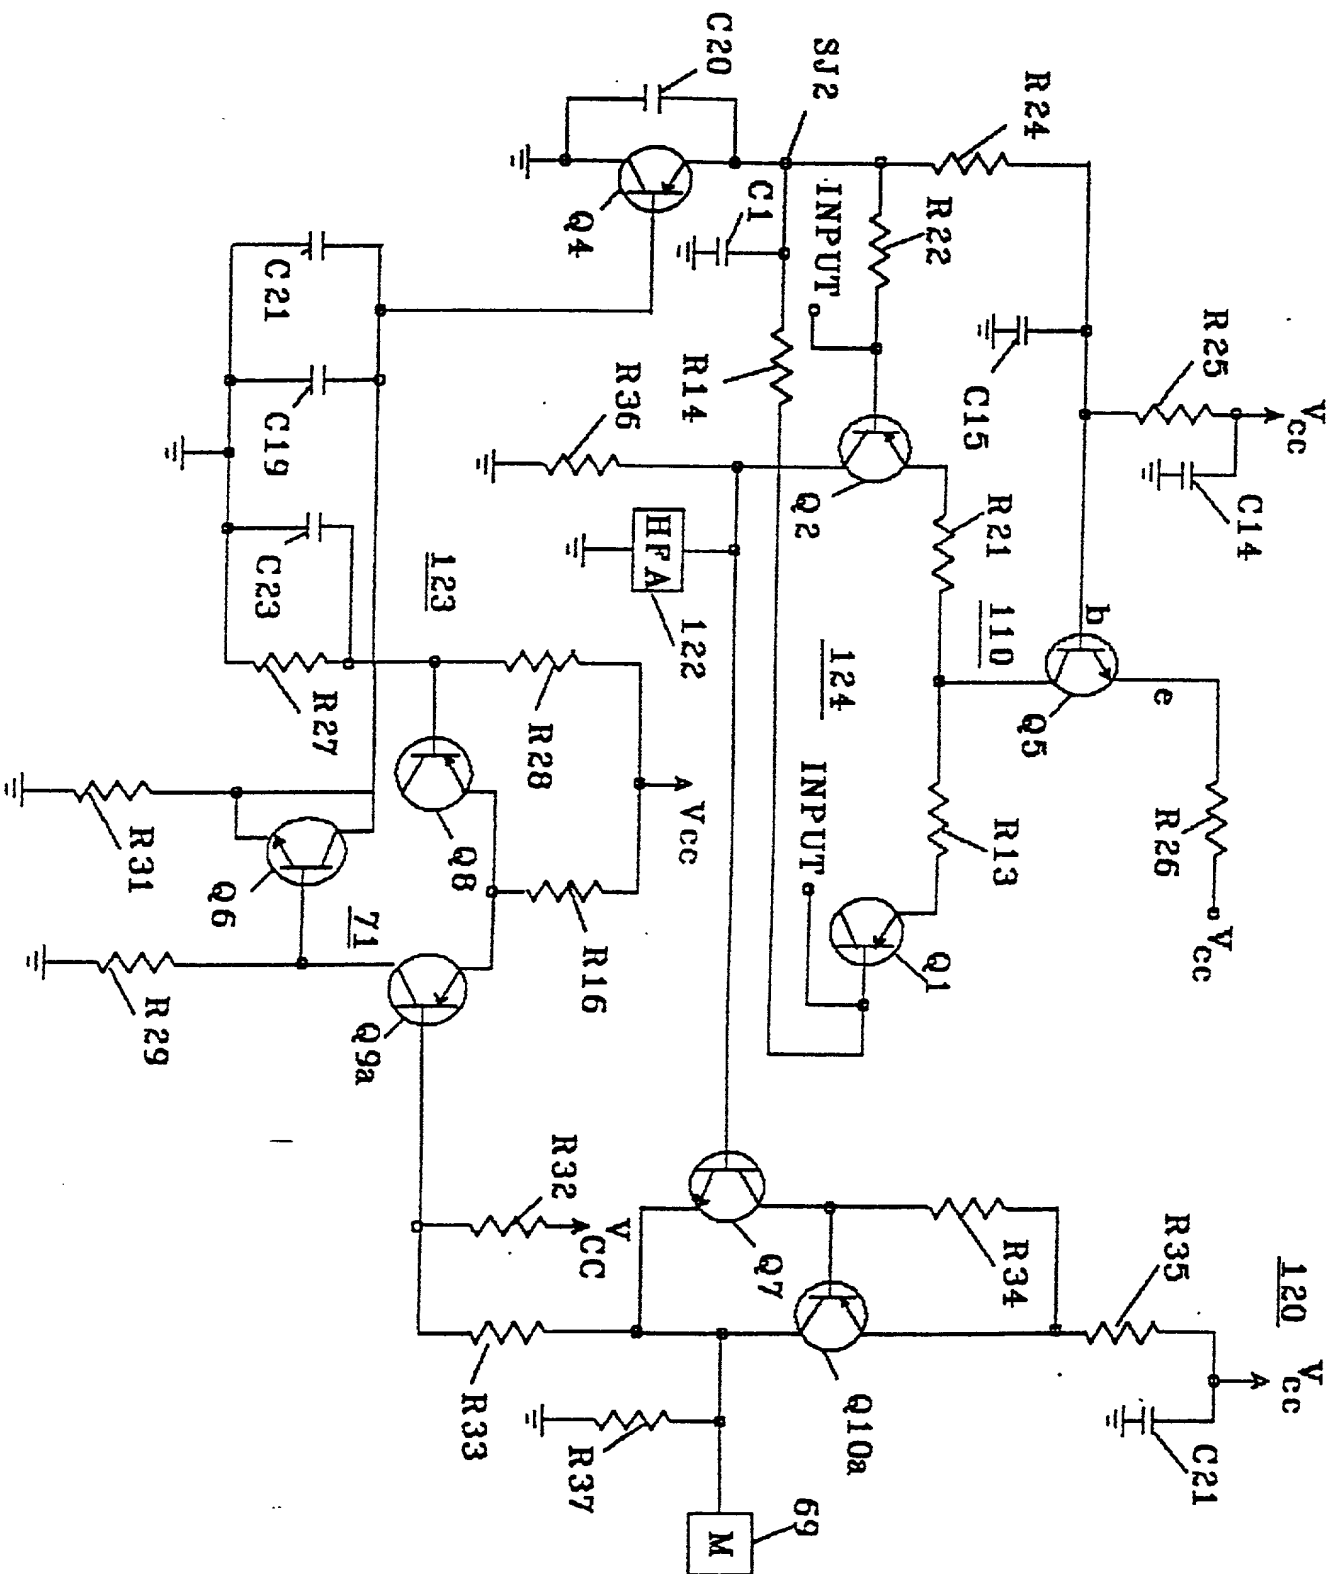 C20
SJ2
R24
Q4
C1
INPUT
R22
C21
R14
C15
R25
Vcc
C14
C19
R36
Q2
R21
HFA
122
110
b
Q5
e
C23
123
124
R27
R28
Vcc
INPUT
R13
R26
Vcc
R31
Q6
Q8
R16
Q1
71
R29
Q9a
R32
VCC
R33
Q7
R34
R35
120
Vcc
Q10a
C21
R37
69
M